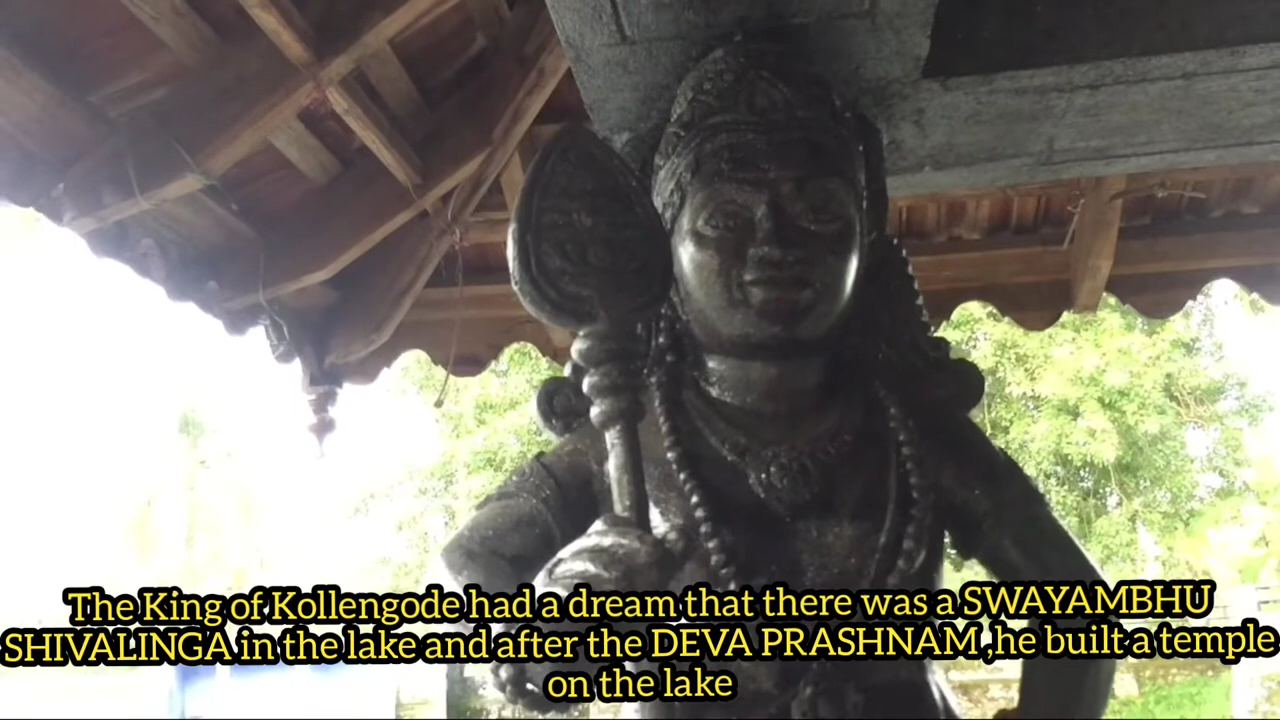 The King of Kollengode had a dream that there was a SWAYAMBHU
SHIVALINGA in the lake and after the DEVA PRASHNAM ,he built a temple
on the lake